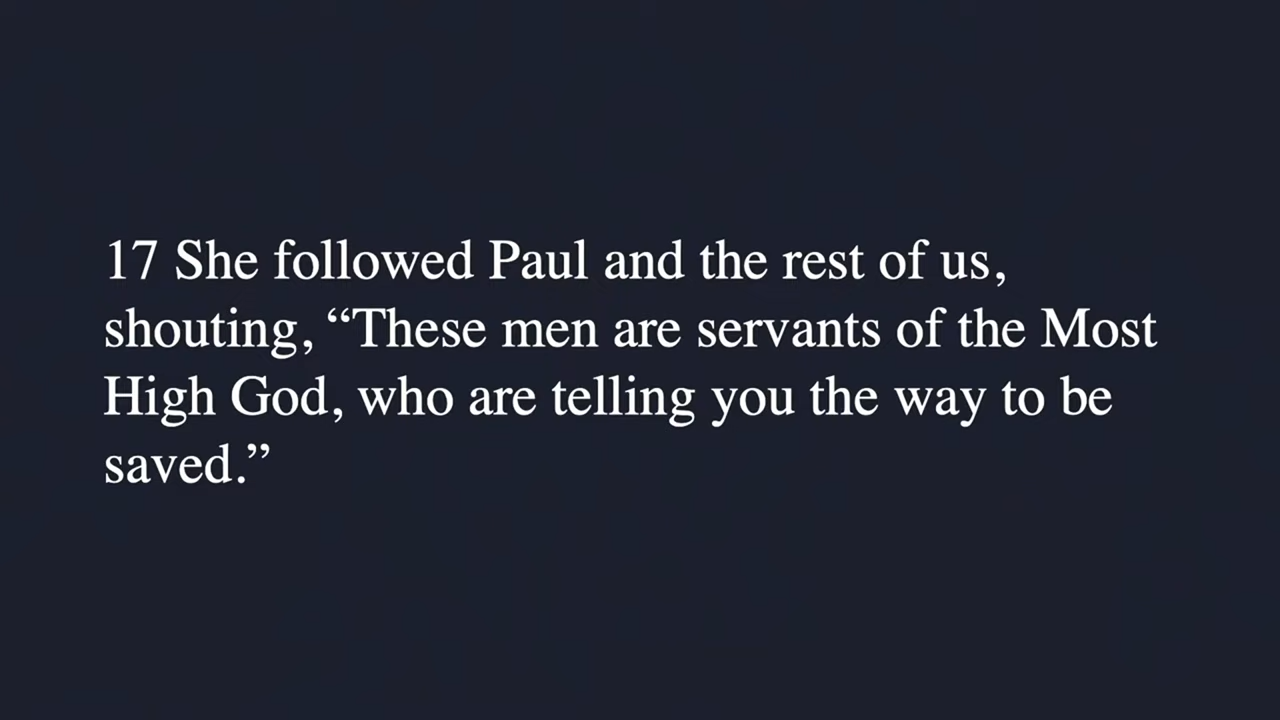 17 She followed Paul and the rest of us,
shouting, “These men are servants of the Most
High God, who are telling you the way to be
saved.”